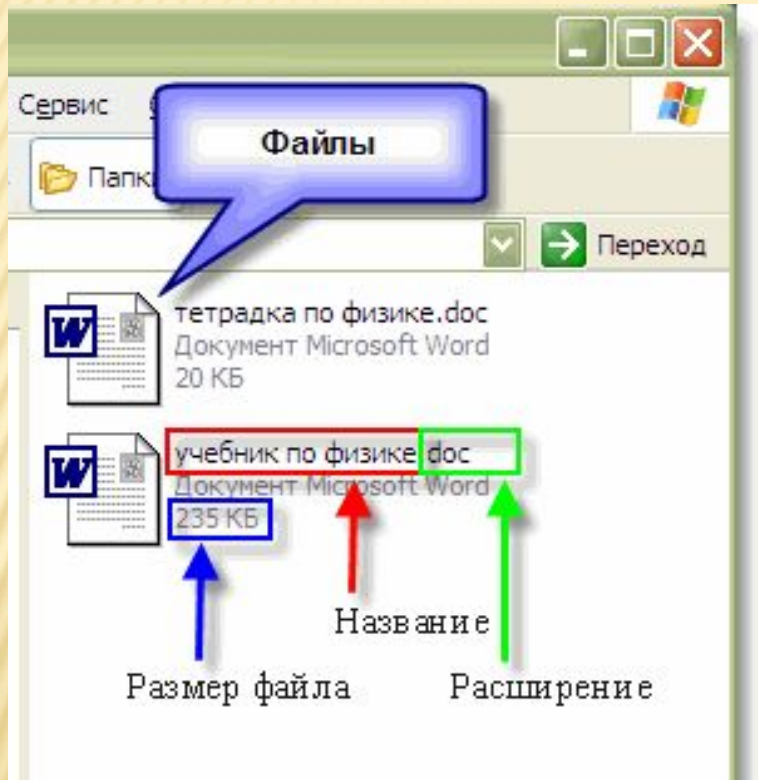 Сервис
Файлы
Переход
тетрадка по физике.doc
Документ Microsoft Word
20 КБ
учебник по физике doc
Документ Microsoft Word
235 КБ
Название
Размер файла Расширение